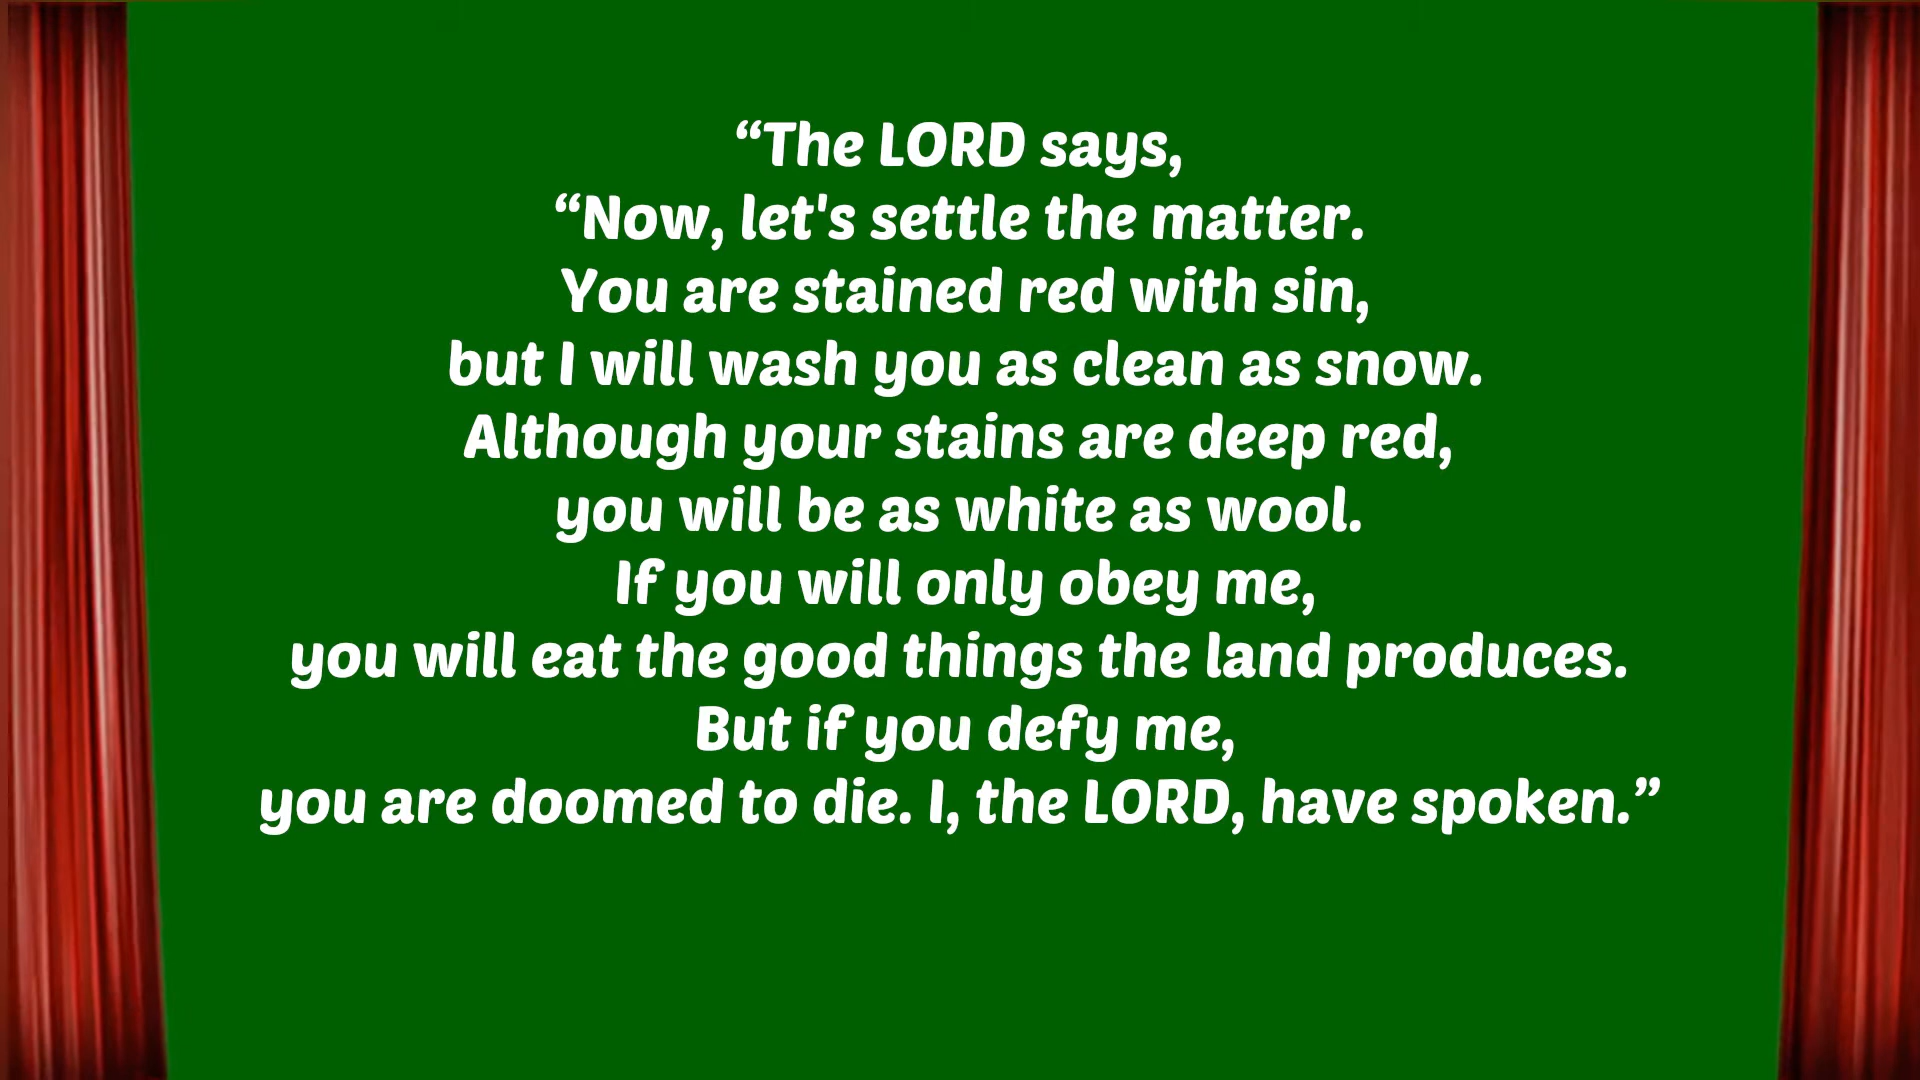 “The LORD says,
“Now, let's settle the matter.
You are stained red with sin,
but I will wash you as clean as snow.
Although your stains are deep red,
you will be as white as wool.
If you will only obey me,
you will eat the good things the land produces.
But if you defy me,
you are doomed to die. I, the LORD, have spoken.”